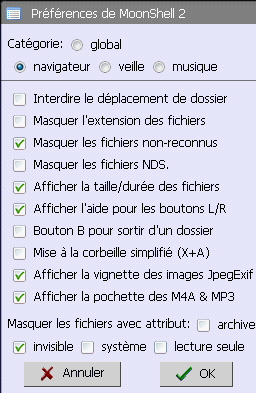 Préférences de MoonShell 2
Catégorie: global
navigateur veille musique
Interdire le déplacement de dossier
Masquer l'extension des fichiers
Masquer les fichiers non-reconnus
Masquer les fichiers NDS.
Afficher la taille/durée des fichiers
Afficher l'aide pour les boutons L/R
Bouton B pour sortir d'un dossier
Mise à la corbeille simplifié (X+A)
Afficher la vignette des images JpegExif
Afficher la pochette des M4A & MP3
Masquer les fichiers avec attribut: archive
invisible système lecture seule
Annuler OK